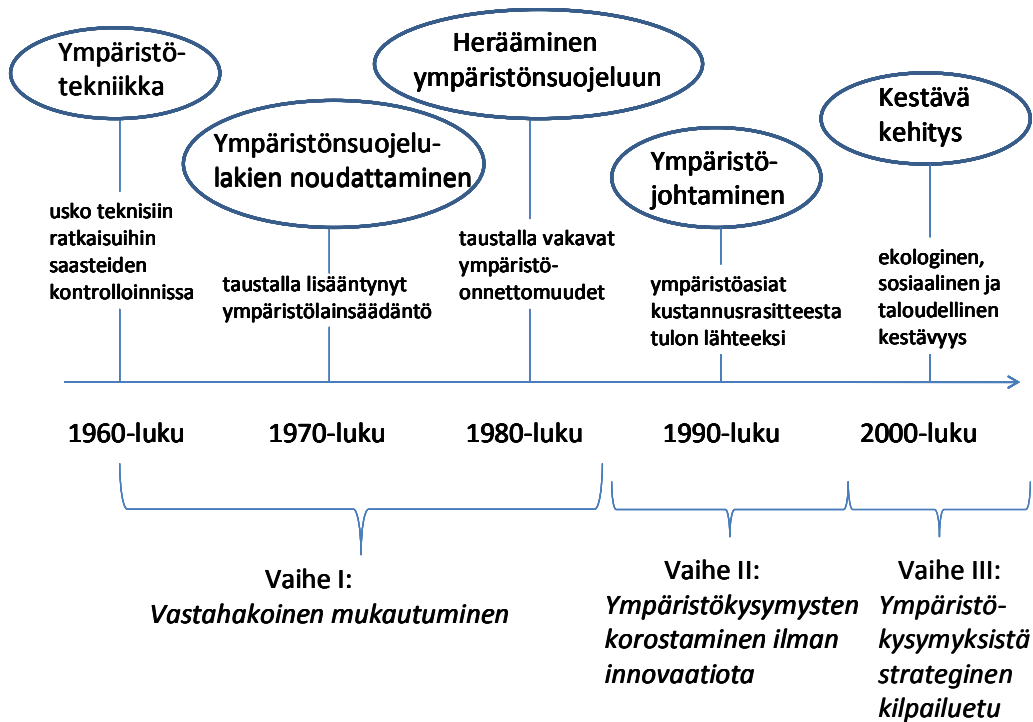 Ympäristö-
tekniikka
usko teknisiin
ratkaisuihin
saasteiden
kontrolloinnissa
Ympäristönsuojelu-
lakien noudattaminen
taustalla lisääntynyt
ympäristölainsäädäntö
Herääminen
ympäristönsuojeluun
taustalla vakavat
ympäristö-
onnettomuudet
Ympäristö-
johtaminen
ympäristöasiat
kustannusrasitteesta
tulon lähteeksi
Kestävä
kehitys
ekologinen,
sosiaalinen ja
taloudellinen
kestävyys
1960-luku
1970-luku
1980-luku
1990-luku
2000-luku
Vaihe I:
Vastahakoinen mukautuminen
Vaihe II:
Ympäristökysymysten
korostaminen ilman
innovaatiota
Vaihe III:
Ympäristö-
kysymyksistä
strateginen
kilpailuetu